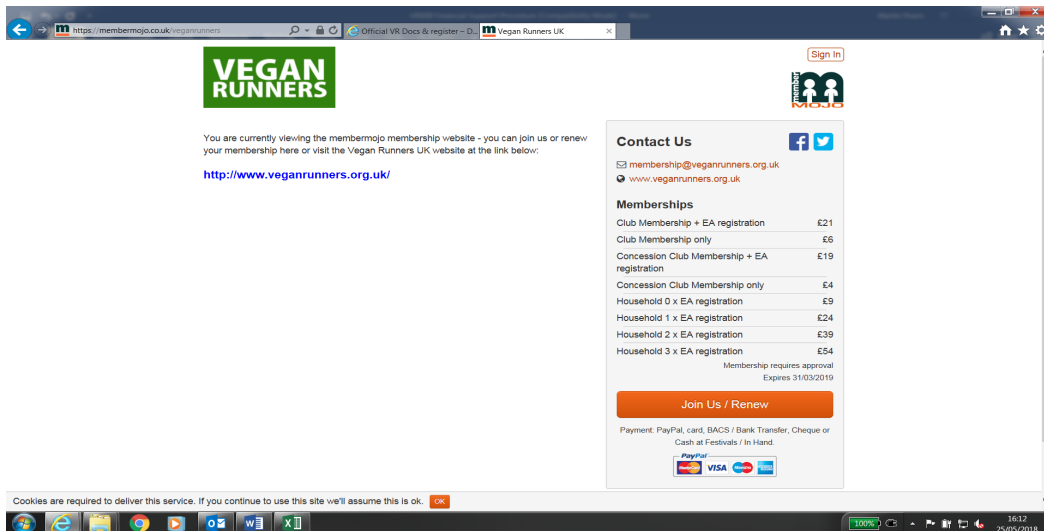 https://membermojo.co.uk/veganrunners
Official VR Docs & register – D...
Vegan Runners UK
VEGAN
RUNNERS
Sign In
member
MOJO
You are currently viewing the membermojo membership website - you can join us or renew
your membership here or visit the Vegan Runners UK website at the link below:
http://www.veganrunners.org.uk/
Contact Us
membership@veganrunners.org.uk
www.veganrunners.org.uk
Memberships
Club Membership + EA registration £21
Club Membership only £6
Concession Club Membership + EA £19
registration
Concession Club Membership only £4
Household 0 x EA registration £9
Household 1 x EA registration £24
Household 2 x EA registration £39
Household 3 x EA registration £54
Membership requires approval
Expires 31/03/2019
Join Us / Renew
Payment: PayPal, card, BACS / Bank Transfer, Cheque or
Cash at Festivals / In Hand.
PayPal
VISA
Cookies are required to deliver this service. If you continue to use this site we'll assume this is ok. OK
100%
16:12
25/05/2018